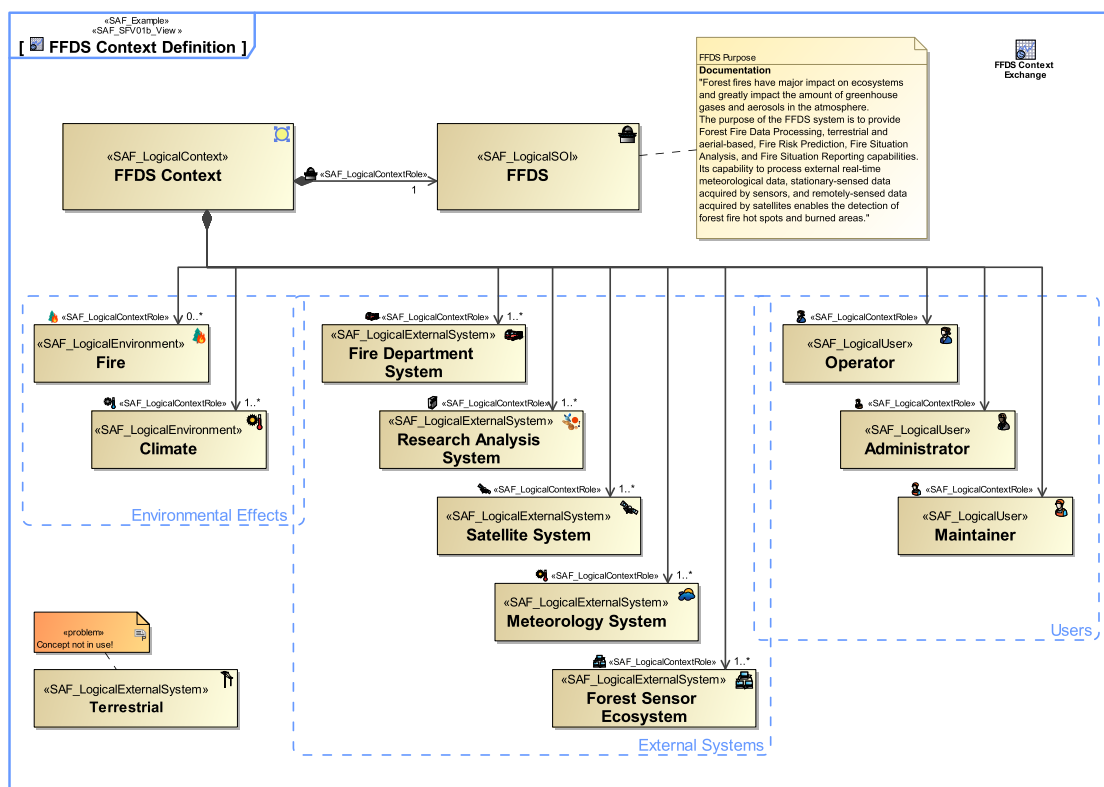 «SAF_Example»
«SAF_SFV01b_View »
[ FFDS Context Definition ]
FFDS Context
Exchange
FFDS Purpose
Documentation
"Forest fires have major impact on ecosystems
and greatly impact the amount of greenhouse
gases and aerosols in the atmosphere.
The purpose of the FFDS system is to provide
Forest Fire Data Processing, terrestrial and
aerial-based, Fire Risk Prediction, Fire Situation
Analysis, and Fire Situation Reporting capabilities.
Its capability to process external real-time
meteorological data, stationary-sensed data
acquired by sensors, and remotely-sensed data
acquired by satellites enables the detection of
forest fire hot spots and burned areas."
«SAF_LogicalContext»
FFDS Context
«SAF_LogicalContextRole»
1
«SAF_LogicalSOI»
FFDS
«SAF_LogicalContextRole» 0..*
«SAF_LogicalEnvironment»
Fire
«SAF_LogicalContextRole» 1..*
«SAF_LogicalEnvironment»
Climate
Environmental Effects
«SAF_LogicalContextRole» 1..*
«SAF_LogicalExternalSystem»
Fire Department
System
«SAF_LogicalContextRole» 1..*
«SAF_LogicalExternalSystem»
Research Analysis
System
«SAF_LogicalContextRole» 1..*
«SAF_LogicalExternalSystem»
Satellite System
«SAF_LogicalContextRole» 1..*
«SAF_LogicalExternalSystem»
Meteorology System
«SAF_LogicalContextRole» 1..*
«SAF_LogicalExternalSystem»
Forest Sensor
Ecosystem
External Systems
«SAF_LogicalContextRole»
«SAF_LogicalUser»
Operator
«SAF_LogicalContextRole»
«SAF_LogicalUser»
Administrator
«SAF_LogicalContextRole»
«SAF_LogicalUser»
Maintainer
Users
«problem»
Concept not in use!
«SAF_LogicalExternalSystem»
Terrestrial